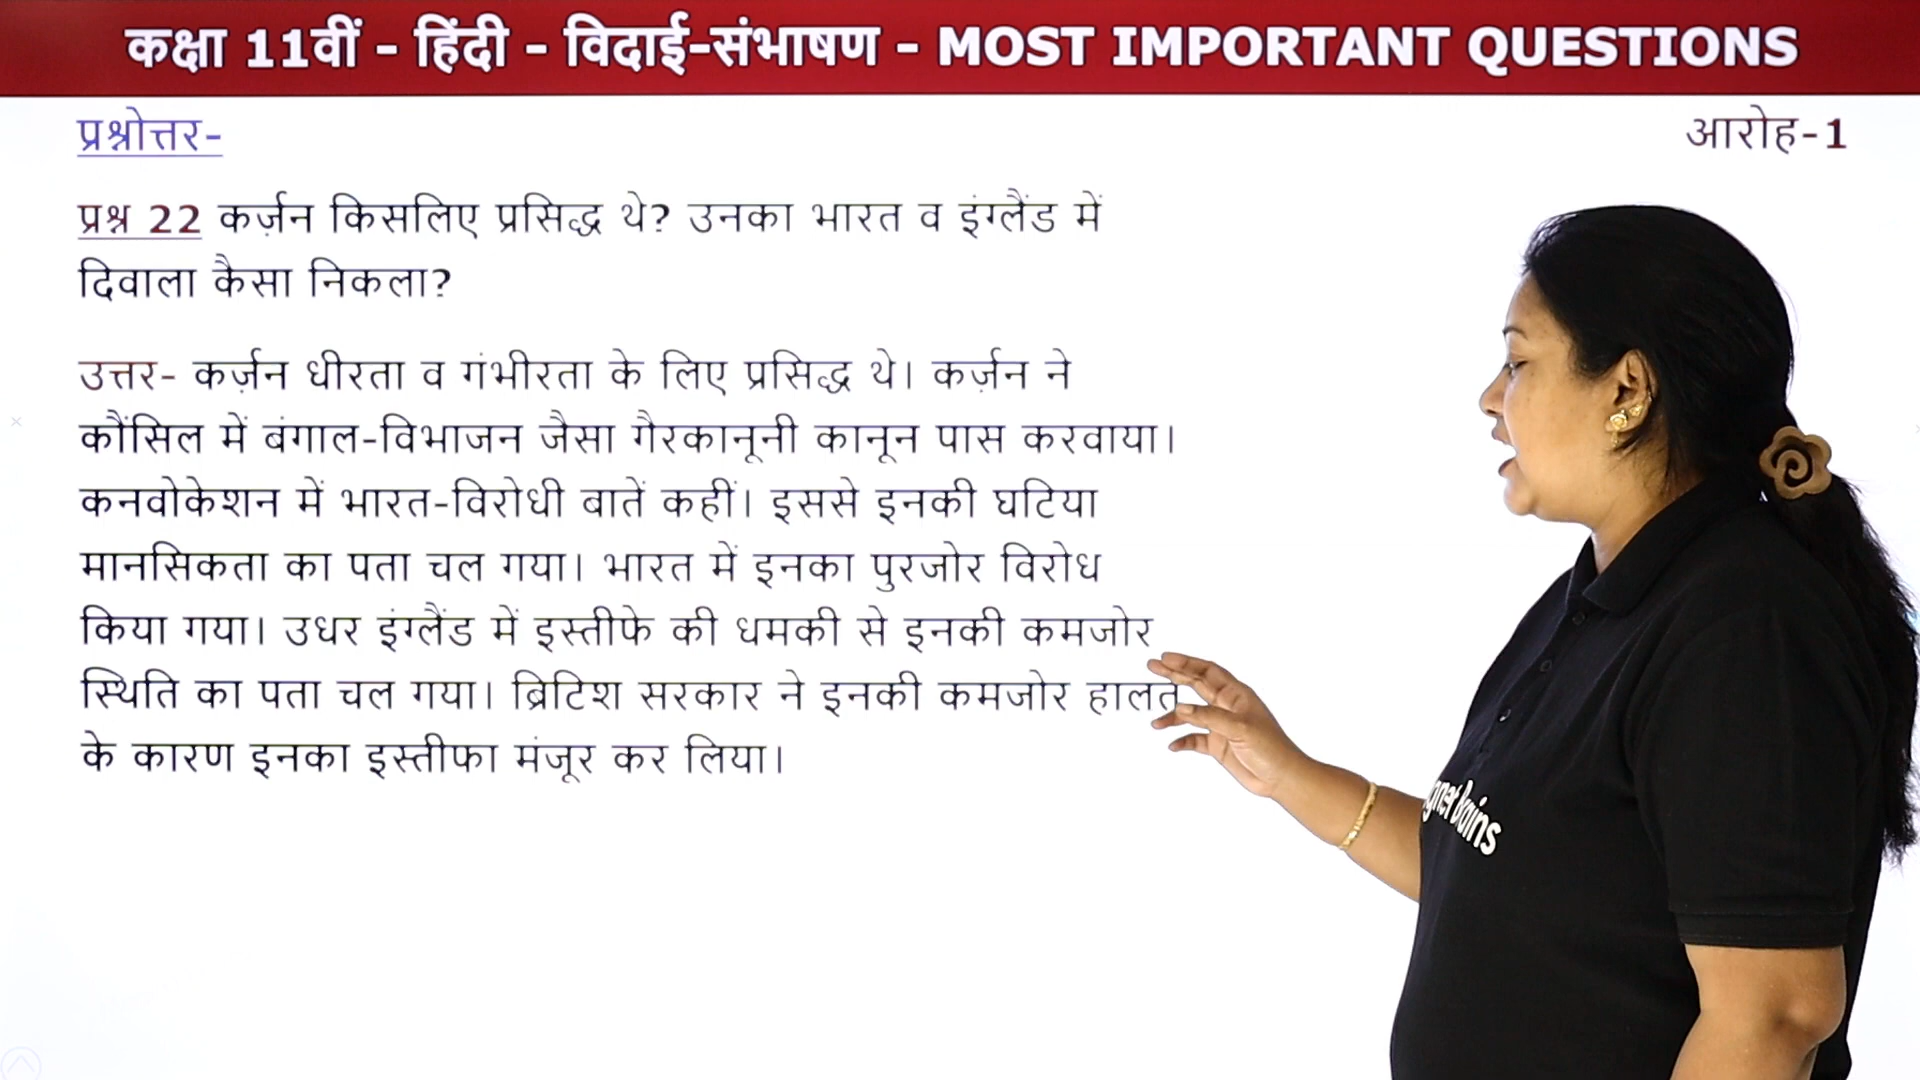 कक्षा 11वीं - हिंदी - विदाई-संभाषण - MOST IMPORTANT QUESTIONS
प्रश्नोत्तर-
आरोह-1
प्रश्न 22 कर्ज़न किसलिए प्रसिद्ध थे? उनका भारत व इंग्लैंड में
दिवाला कैसा निकला?
उत्तर- कर्ज़न धीरता व गंभीरता के लिए प्रसिद्ध थे। कर्ज़न ने
कौंसिल में बंगाल-विभाजन जैसा गैरकानूनी कानून पास करवाया।
कनवोकेशन में भारत-विरोधी बातें कहीं। इससे इनकी घटिया
मानसिकता का पता चल गया। भारत में इनका पुरजोर विरोध
किया गया। उधर इंग्लैंड में इस्तीफे की धमकी से इनकी कमजोर
स्थिति का पता चल गया। ब्रिटिश सरकार ने इनकी कमजोर हालत
के कारण इनका इस्तीफा मंजूर कर लिया।
Brains